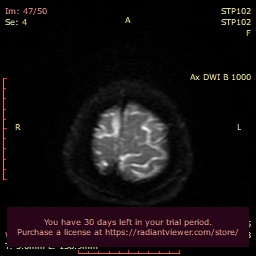 Im: 47/50
STP102
Se: 4
STP102
F
A
Ax DWI B 1000
R
L
You have 30 days left in your trial period.
Purchase a license at https://radiantviewer.com/store/